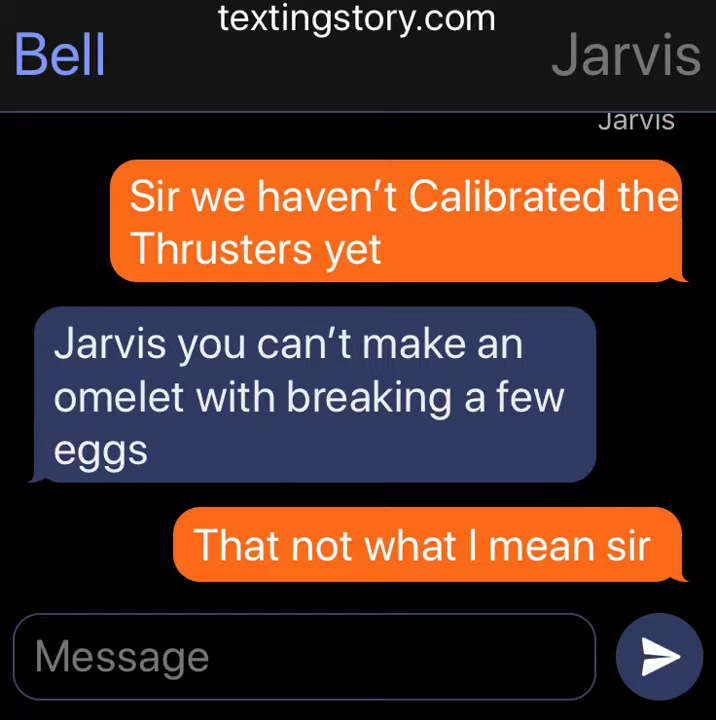 textingstory.com
Bell
Jarvis
Jarvis
Sir we haven't Calibrated the
Thrusters yet
Jarvis you can't make an
omelet with breaking a few
eggs
That not what I mean sir
Message